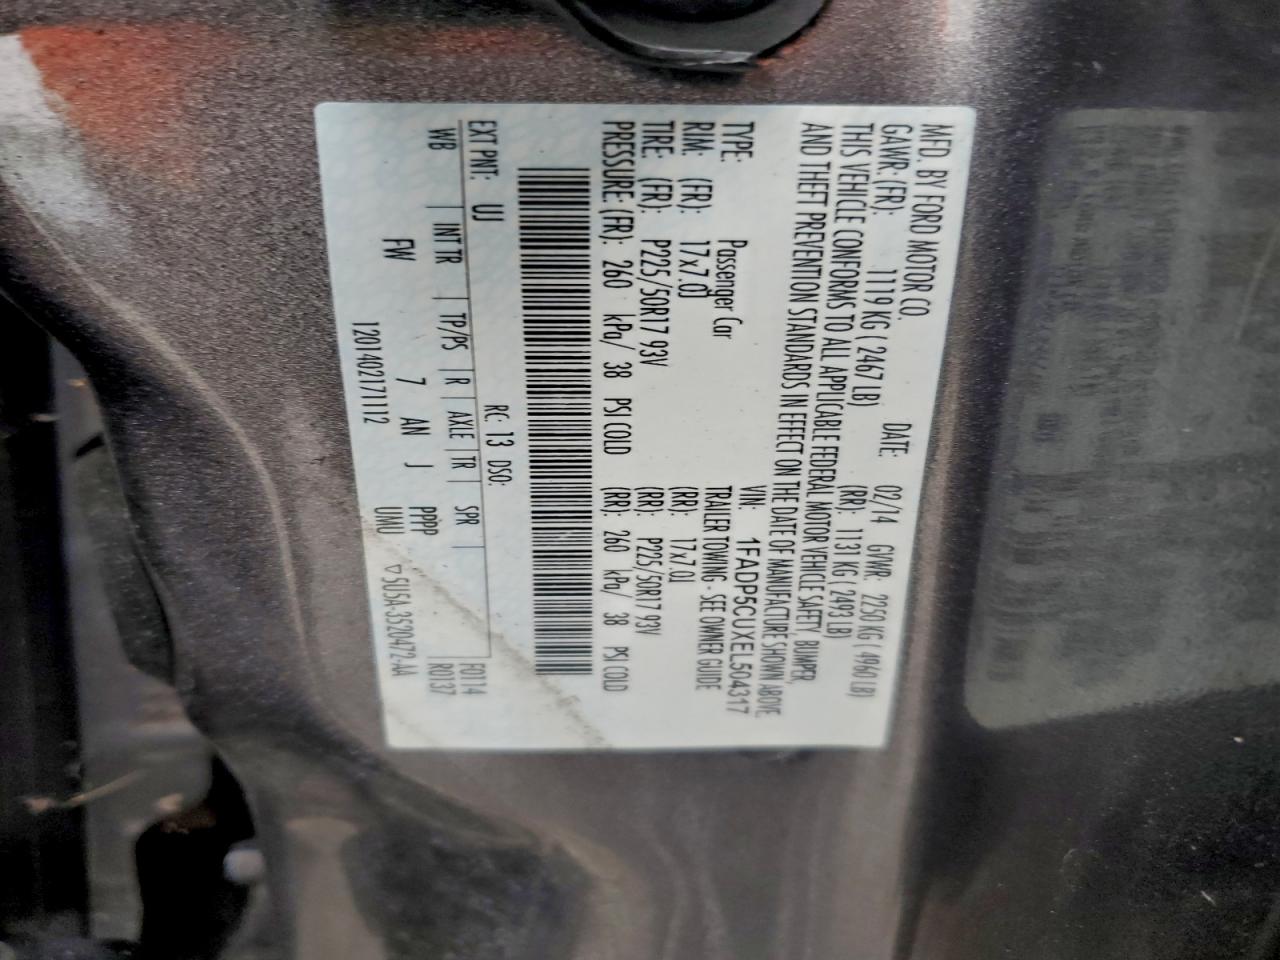 MFD. BY FORD MOTOR CO.
DATE: 02/14 GVWR: 2250 KG ( 4960 LB)
GAWR: (FR): 1119 KG ( 2467 LB) (RR): 1131 KG ( 2493 LB
THIS VEHICLE CONFORMS TO ALL APPLICABLE FEDERAL MOTOR VEHICLE SAFETY, BUMPER,
AND THEFT PREVENTION STANDARDS IN EFFECT ON THE DATE OF MANUFACTURE SHOWN ABOVE.
VIN: 1FADP5CUXEL504317
TYPE: Passenger Car TRAILER TOWING - SEE OWNER GUIDE
RIM: (FR): 17x7.0J (RR): 17x7.0J
TIRE: (FR): P225/50R17 93V (RR): P225/50R17 93V
PRESSURE: (FR): 260 kPa/ 38 PSI COLD (RR): 260 kPa/ 38 PSI COLD
EXT PNT: UJ RC: 13 DSO: F0114
WB INT TR TP/PS R AXLE TR SPR R0137
FW 7 AN J PPPP
UMU
1201402171112 ▽5U5A-3520472-AA